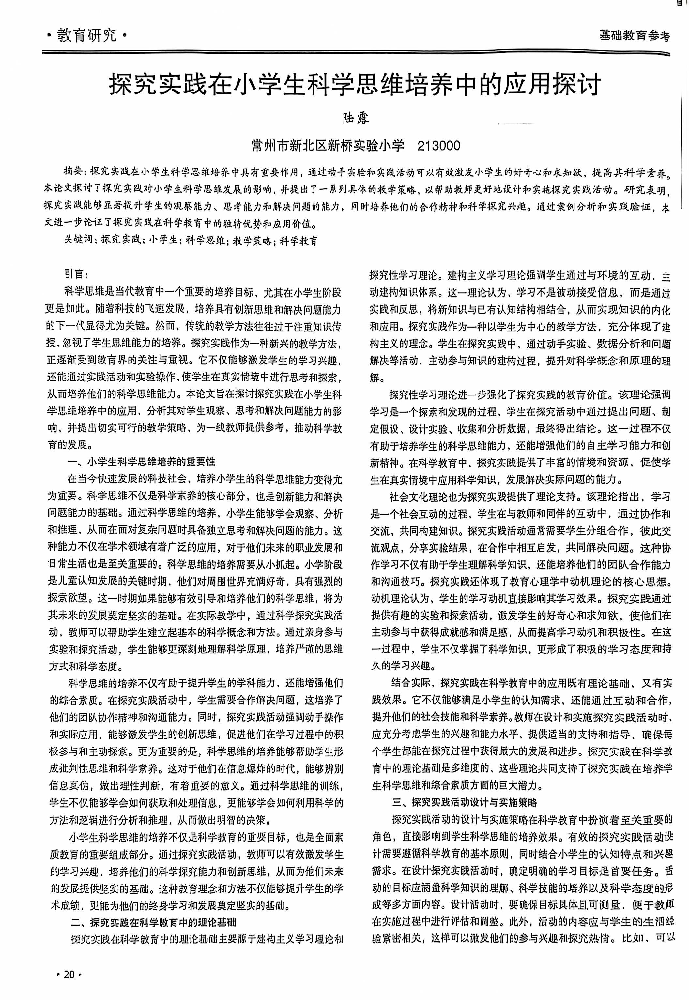 ·教育研究·
基础教育参考
探究实践在小学生科学思维培养中的应用探讨
陆露
常州市新北区新桥实验小学 213000
摘要：探究实践在小学生科学思维培养中具有重要作用，通过动手实验和实践活动可以有效激发小学生的好奇心和求知欲，提高其科学素养。
本论文探讨了探究实践对小学生科学思维发展的影响，并提出了一系列具体的教学策略，以帮助教师更好地设计和实施探究实践活动。研究表明，
探究实践能够显著提升学生的观察能力、思考能力和解决问题的能力，同时培养他们的合作精神和科学探究兴趣。通过案例分析和实践验证，本
文进一步论证了探究实践在科学教育中的独特优势和应用价值。
关键词：探究实践；小学生；科学思维；教学策略；科学教育
引言：
科学思维是当代教育中一个重要的培养目标，尤其在小学生阶段
更是如此。随着科技的飞速发展，培养具有创新思维和解决问题能力
的下一代显得尤为关键。然而，传统的教学方法往往过于注重知识传
授，忽视了学生思维能力的培养。探究实践作为一种新兴的教学方法，
正逐渐受到教育界的关注与重视。它不仅能够激发学生的学习兴趣，
还能通过实践活动和实验操作，使学生在真实情境中进行思考和探索，
从而培养他们的科学思维能力。本论文旨在探讨探究实践在小学生科
学思维培养中的应用，分析其对学生观察、思考和解决问题能力的影
响，并提出切实可行的教学策略，为一线教师提供参考，推动科学教
育的发展。
一、小学生科学思维培养的重要性
在当今快速发展的科技社会，培养小学生的科学思维能力变得尤
为重要。科学思维不仅是科学素养的核心部分，也是创新能力和解决
问题能力的基础。通过科学思维的培养，小学生能够学会观察、分析
和推理，从而在面对复杂问题时具备独立思考和解决问题的能力。这
种能力不仅在学术领域有着广泛的应用，对于他们未来的职业发展和
日常生活也是至关重要的。科学思维的培养需要从小抓起。小学阶段
是儿童认知发展的关键时期，他们对周围世界充满好奇，具有强烈的
探索欲望。这一时期如果能够有效引导和培养他们的科学思维，将为
其未来的发展奠定坚实的基础。在实际教学中，通过科学探究实践活
动，教师可以帮助学生建立起基本的科学概念和方法。通过亲身参与
实验和探究活动，学生能够更深刻地理解科学原理，培养严谨的思维
方式和科学态度。
科学思维的培养不仅有助于提升学生的学科能力，还能增强他们
的综合素质。在探究实践活动中，学生需要合作解决问题，这培养了
他们的团队协作精神和沟通能力。同时，探究实践活动强调动手操作
和实际应用，能够激发学生的创新思维，促进他们在学习过程中的积
极参与和主动探索。更为重要的是，科学思维的培养能够帮助学生形
成批判性思维和科学素养。这对于他们在信息爆炸的时代，能够辨别
信息真伪，做出理性判断，有着重要的意义。通过科学思维的训练，
学生不仅能够学会如何获取和处理信息，更能够学会如何利用科学的
方法和逻辑进行分析和推理，从而做出明智的决策。
小学生科学思维的培养不仅是科学教育的重要目标，也是全面素
质教育的重要组成部分。通过探究实践活动，教师可以有效激发学生
的学习兴趣，培养他们的科学探究能力和创新思维，从而为他们未来
的发展提供坚实的基础。这种教育理念和方法不仅能够提升学生的学
术成绩，更能为他们的终身学习和发展奠定坚实的基础。
二、探究实践在科学教育中的理论基础
探究实践在科学教育中的理论基础主要源于建构主义学习理论和
探究性学习理论。建构主义学习理论强调学生通过与环境的互动，主
动建构知识体系。这一理论认为，学习不是被动接受信息，而是通过
实践和反思，将新知识与已有认知结构相结合，从而实现知识的内化
和应用。探究实践作为一种以学生为中心的教学方法，充分体现了建
构主义的理念。学生在探究实践中，通过动手实验、数据分析和问题
解决等活动，主动参与知识的建构过程，提升对科学概念和原理的理
解。
探究性学习理论进一步强化了探究实践的教育价值。该理论强调
学习是一个探索和发现的过程，学生在探究活动中通过提出问题、制
定假设、设计实验、收集和分析数据，最终得出结论。这一过程不仅
有助于培养学生的科学思维能力，还能增强他们的自主学习能力和创
新精神。在科学教育中，探究实践提供了丰富的情境和资源，促使学
生在真实情境中应用科学知识，发展解决实际问题的能力。
社会文化理论也为探究实践提供了理论支持。该理论指出，学习
是一个社会互动的过程，学生在与教师和同伴的互动中，通过协作和
交流，共同构建知识。探究实践活动通常需要学生分组合作，彼此交
流观点，分享实验结果，在合作中相互启发，共同解决问题。这种协
作学习不仅有助于学生理解科学知识，还能培养他们的团队合作能力
和沟通技巧。探究实践还体现了教育心理学中动机理论的核心思想。
动机理论认为，学生的学习动机直接影响其学习效果。探究实践通过
提供有趣的实验和探索活动，激发学生的好奇心和求知欲，使他们在
主动参与中获得成就感和满足感，从而提高学习动机和积极性。在这
一过程中，学生不仅掌握了科学知识，更形成了积极的学习态度和持
久的学习兴趣。
结合实际，探究实践在科学教育中的应用既有理论基础，又有实
践效果。它不仅能够满足小学生的认知需求，还能通过互动和合作，
提升他们的社会技能和科学素养。教师在设计和实施探究实践活动时，
应充分考虑学生的兴趣和能力水平，提供适当的支持和指导，确保每
个学生都能在探究过程中获得最大的发展和进步。探究实践在科学教
育中的理论基础是多维度的，这些理论共同支持了探究实践在培养学
生科学思维和综合素质方面的巨大潜力。
三、探究实践活动设计与实施策略
探究实践活动的设计与实施策略在科学教育中扮演着至关重要的
角色，直接影响到学生科学思维的培养效果。有效的探究实践活动设
计需要遵循科学教育的基本原则，同时结合小学生的认知特点和兴趣
需求。在设计探究实践活动时，确定明确的学习目标是首要任务。活
动的目标应涵盖科学知识的理解、科学技能的培养以及科学态度的形
成等多方面内容。设计活动时，要确保目标具体且可测量，便于教师
在实施过程中进行评估和调整。此外，活动的内容应与学生的生活经
验紧密相关，这样可以激发他们的参与兴趣和探究热情。比如，可以
·20·